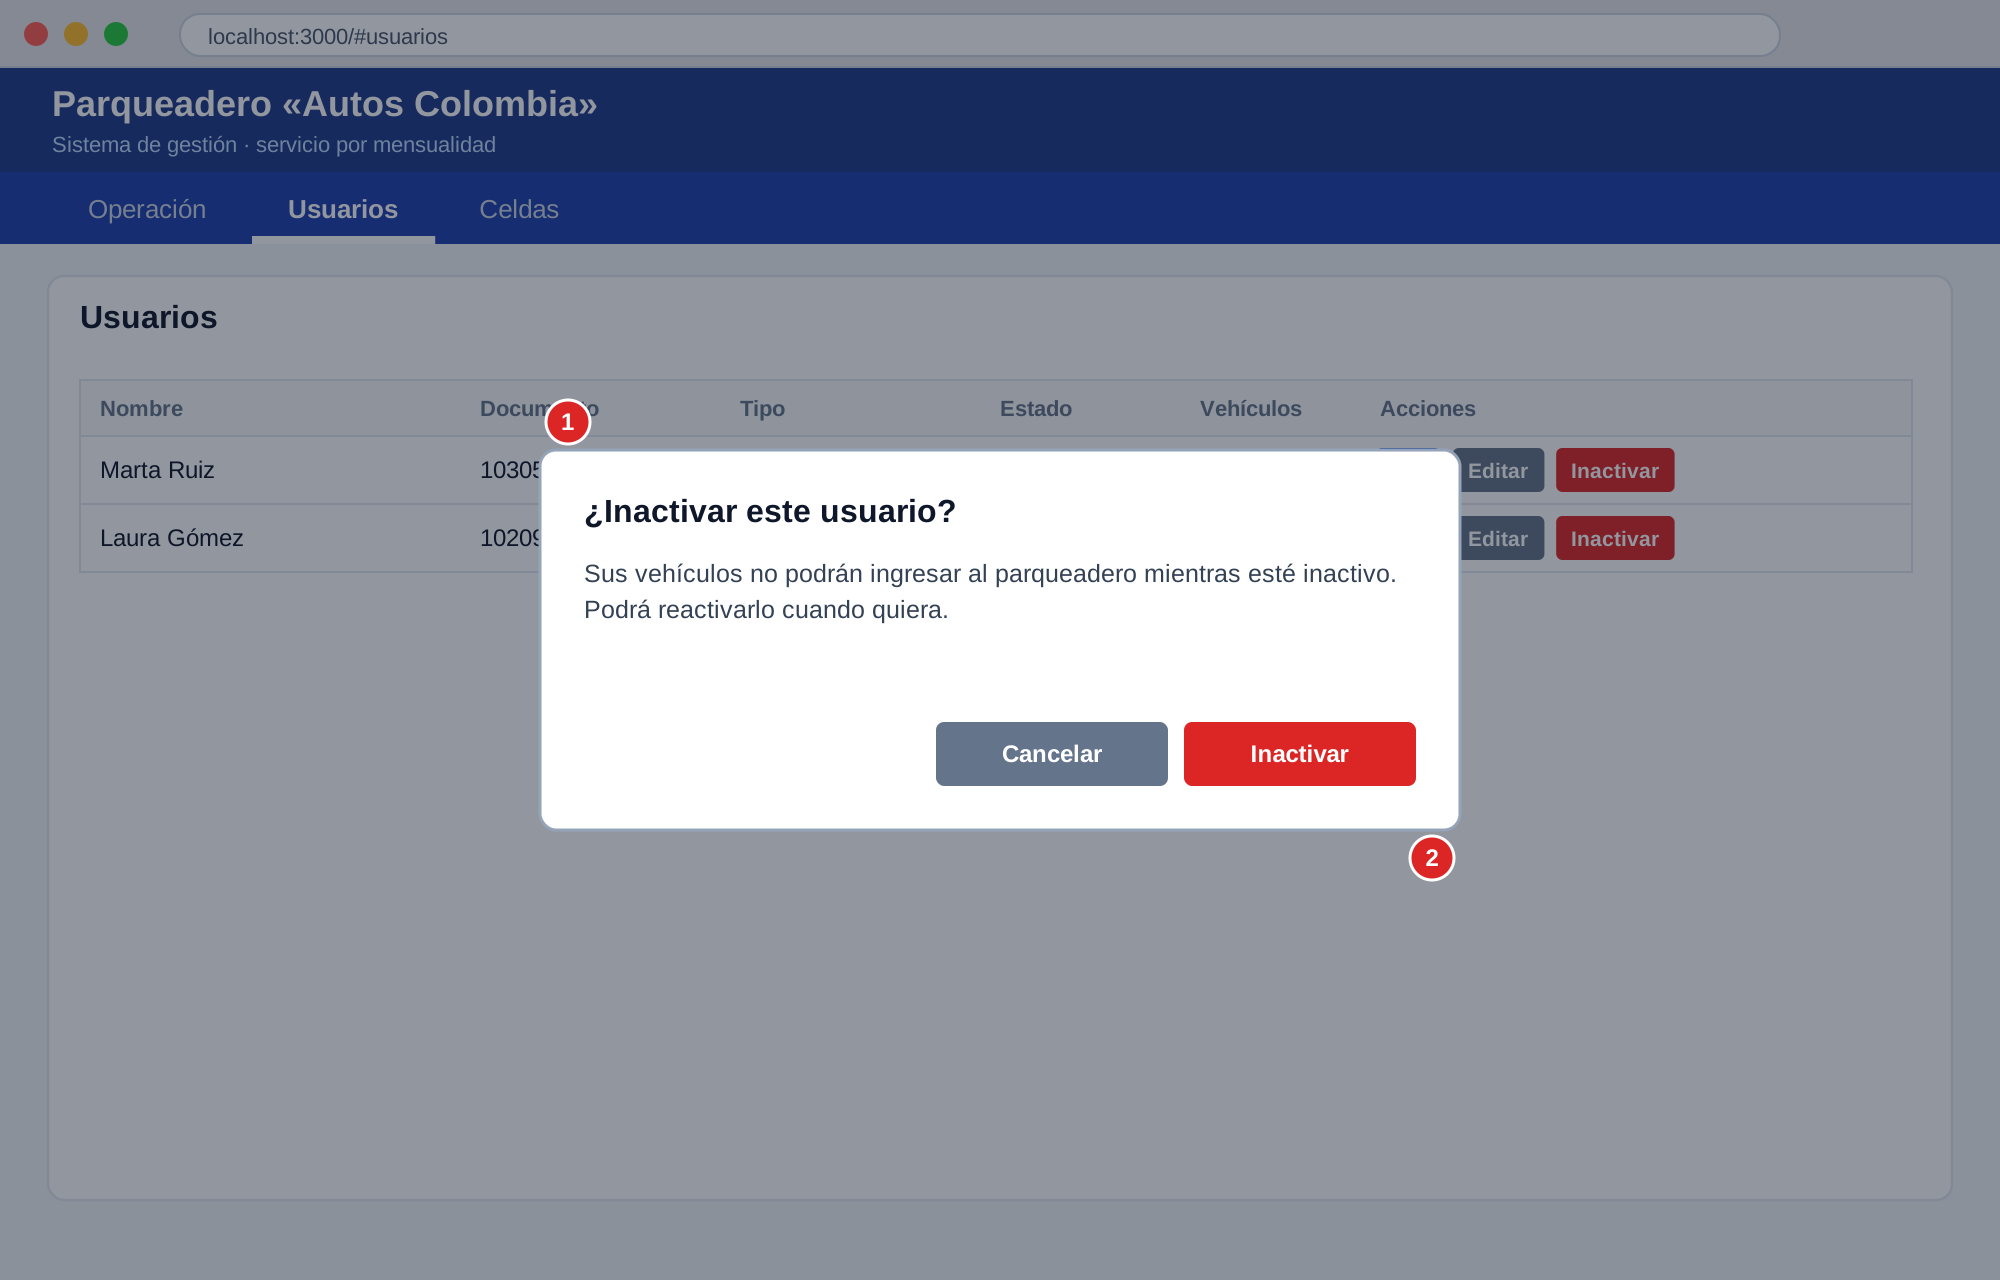 localhost:3000/#usuarios
Parqueadero «Autos Colombia»
Sistema de gestión · servicio por mensualidad
Operación Usuarios Celdas
Usuarios
Nombre Tipo Estado Vehículos Acciones
1
Marta Ruiz Editar Inactivar
¿Inactivar este usuario?
Laura Gómez Editar Inactivar
Sus vehículos no podrán ingresar al parqueadero mientras esté inactivo.
Podrá reactivarlo cuando quiera.
Cancelar Inactivar
2